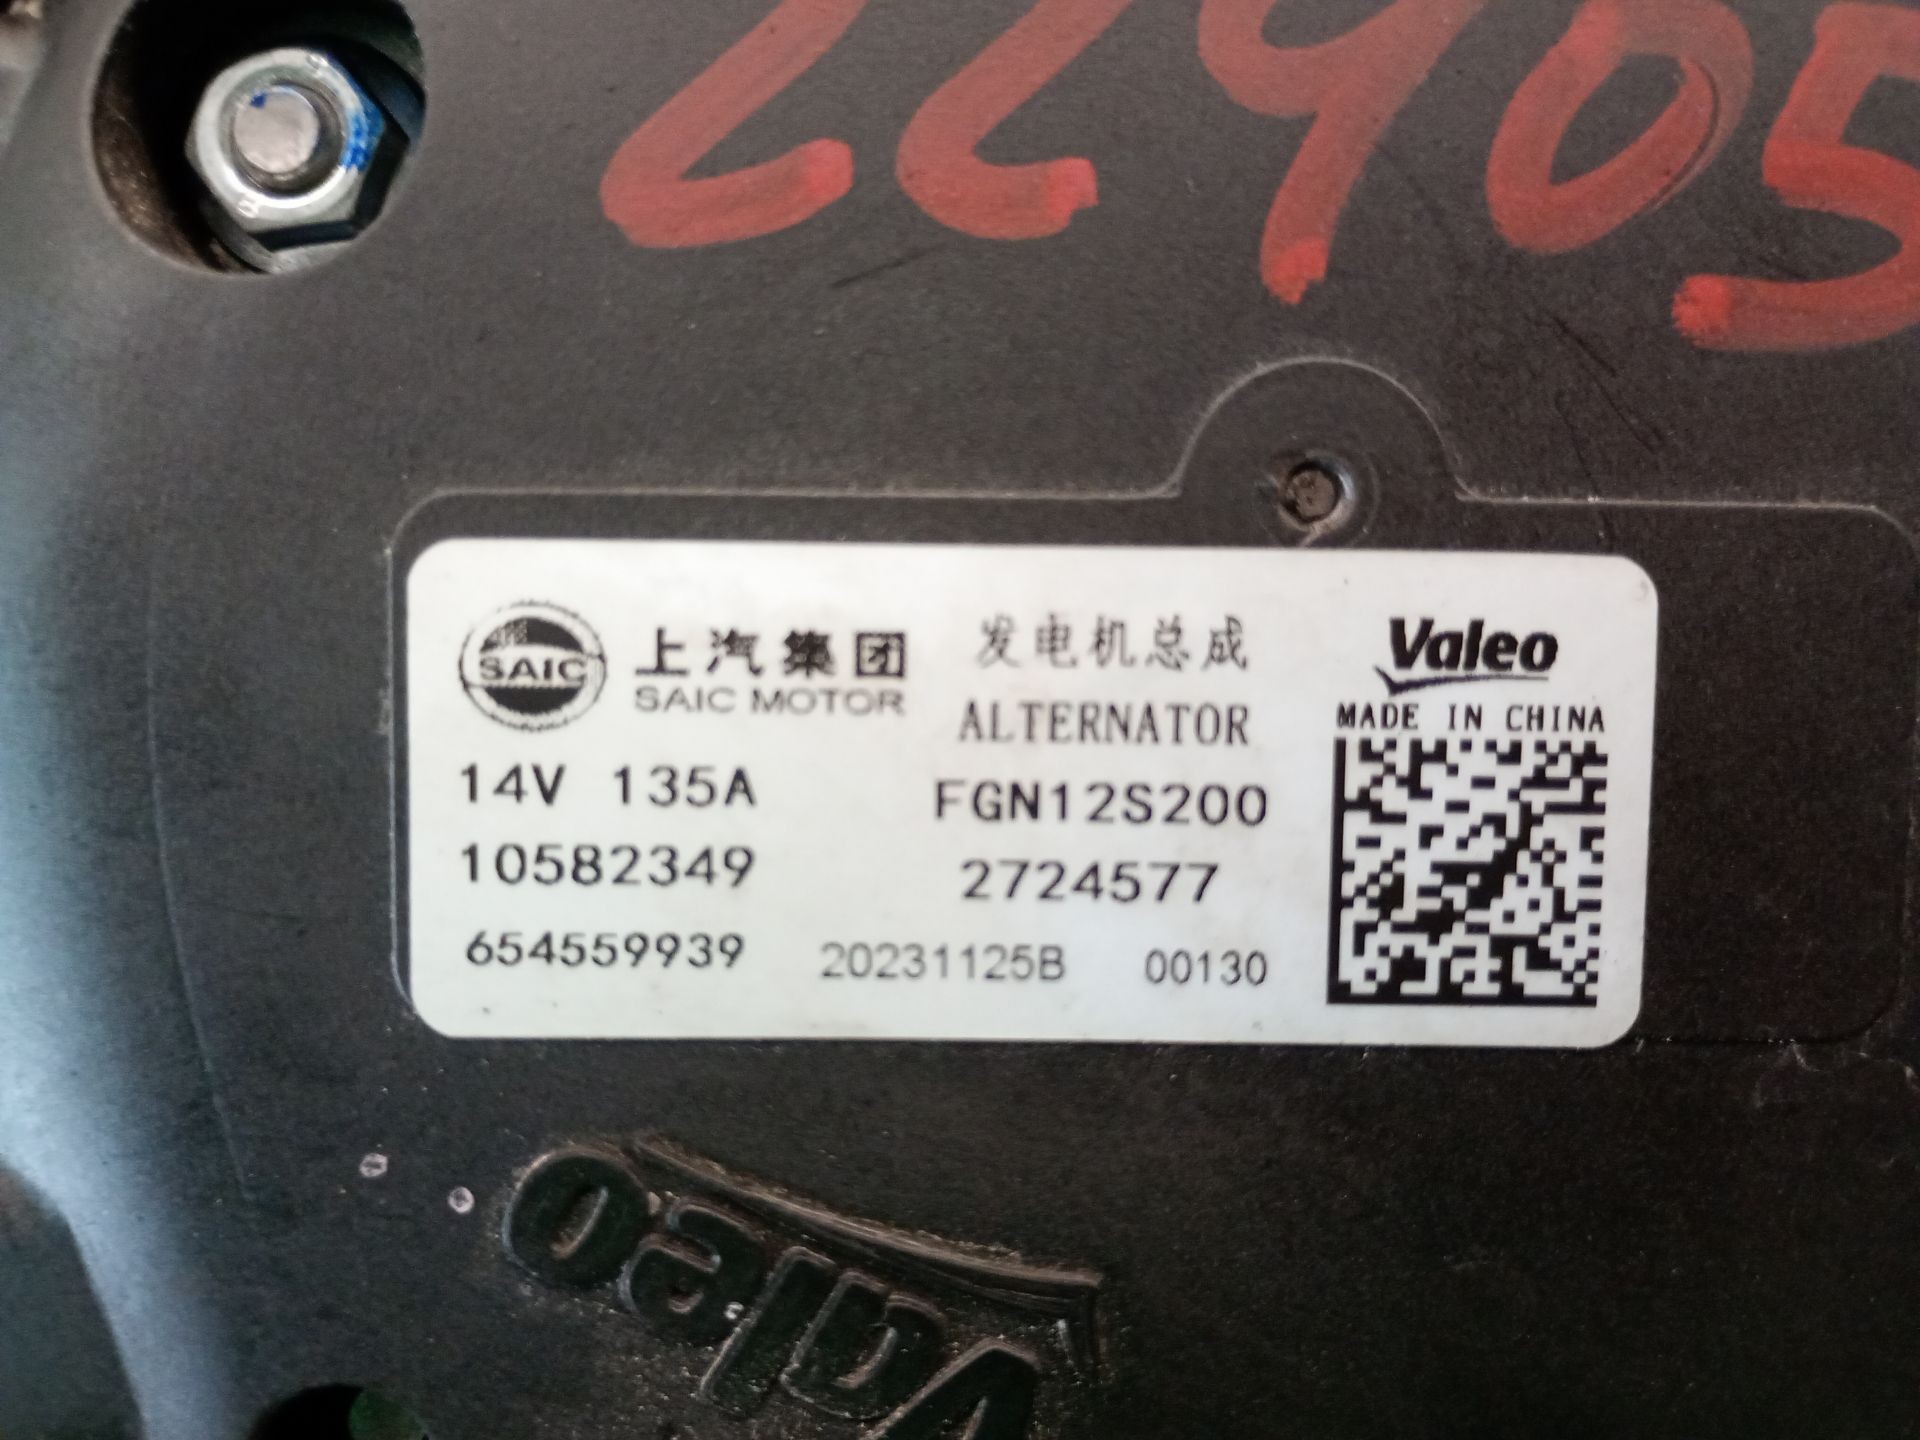 22905
SAIC
上汽集团
SAIC MOTOR
发电机总成
ALTERNATOR
Valeo
MADE IN CHINA
14V 135A
FGN12S200
10582349
2724577
654559939
20231125B
00130
Valeo